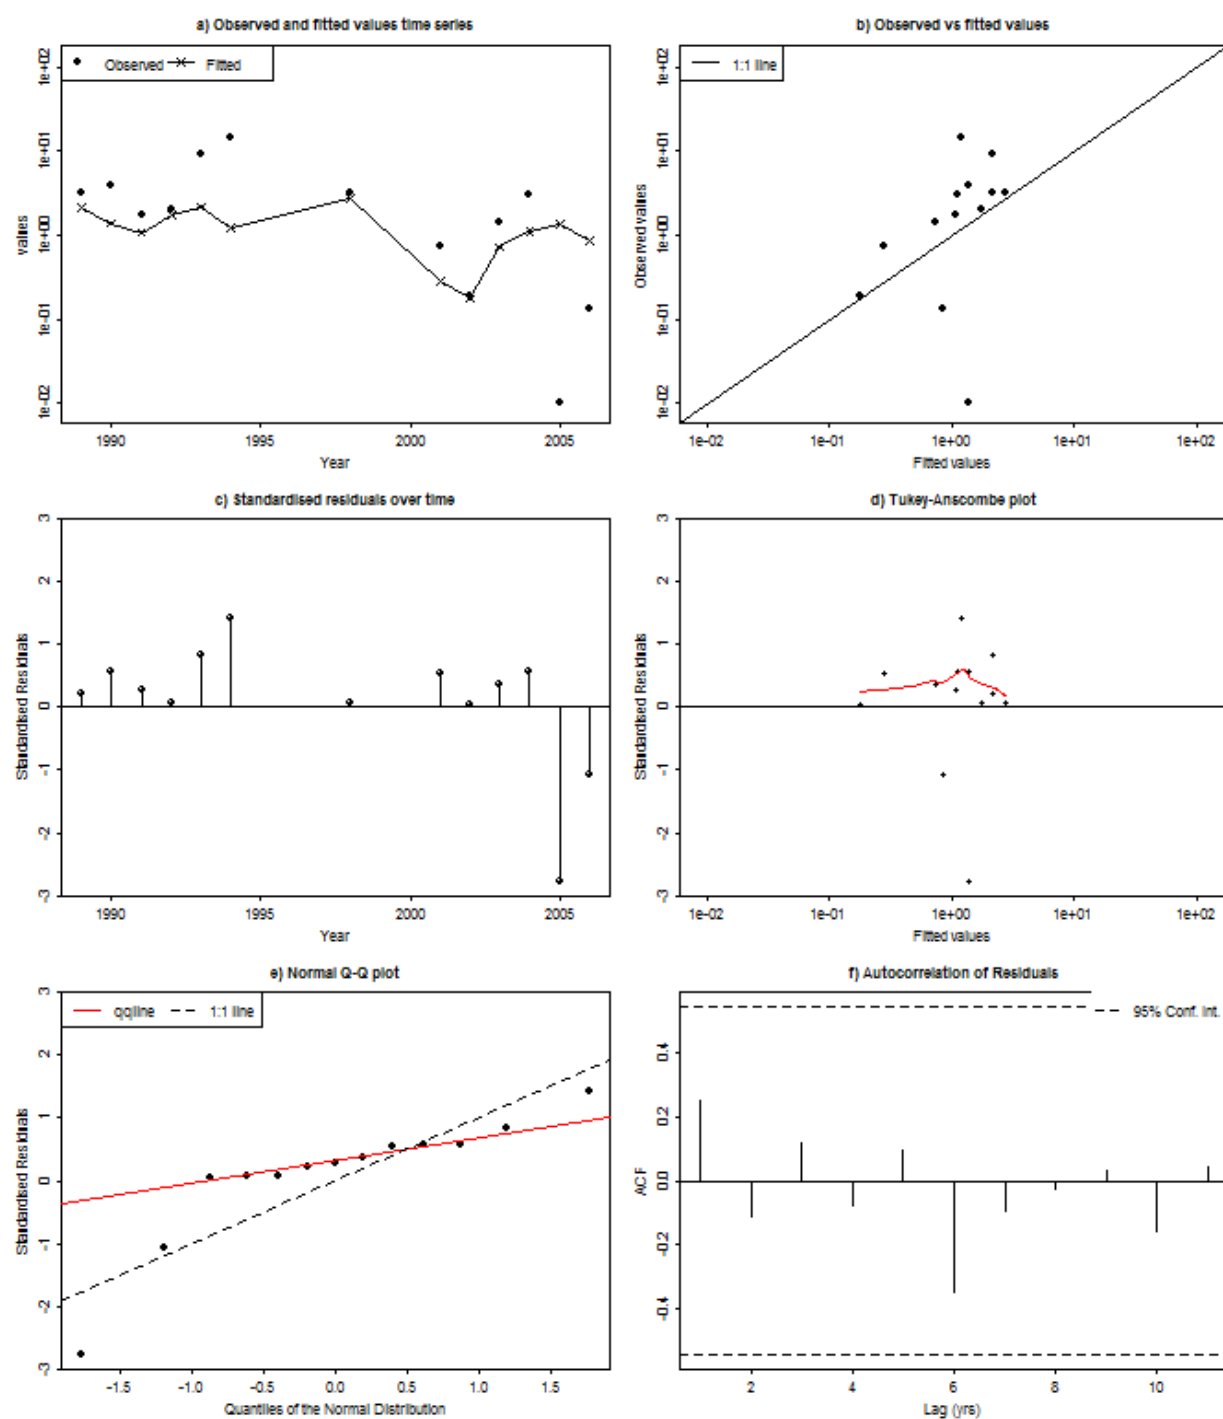 a) Observed and fitted values time series
Observed Fitted
values
1e+02
1e+01
1e+00
1e-01
1e-02
1990 1995 2000 2005
Year
b) Observed vs fitted values
1:1 line
Observed values
1e+02
1e+01
1e+00
1e-01
1e-02
1e-02 1e-01 1e+00 1e+01 1e+02
Fitted values
c) Standardised residuals over time
Standardised Residuals
3
2
1
0
-1
-2
-3
1990 1995 2000 2005
Year
d) Tukey-Anscombe plot
Standardised Residuals
3
2
1
0
-1
-2
-3
1e-02 1e-01 1e+00 1e+01 1e+02
Fitted values
e) Normal Q-Q plot
qqline 1:1 line
Standardised Residuals
3
2
1
0
-1
-2
-3
-1.5 -1.0 -0.5 0.0 0.5 1.0 1.5
Quantiles of the Normal Distribution
f) Autocorrelation of Residuals
95% Conf. Int.
ACF
0.4
0.2
0.0
-0.2
-0.4
2 4 6 8 10
Lag (yrs)